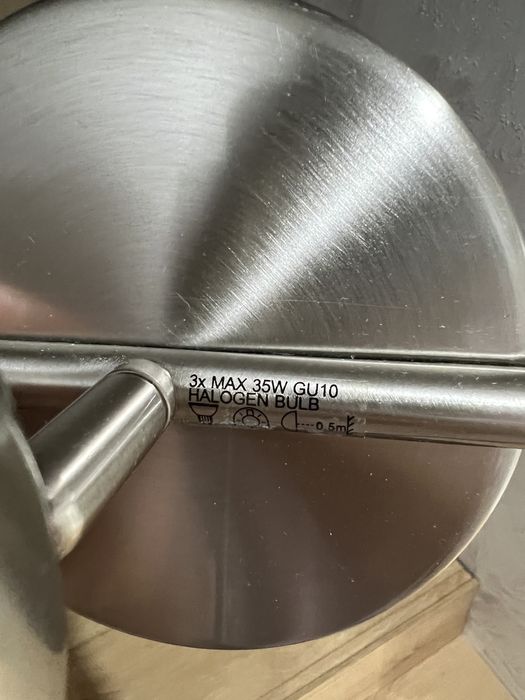 3x MAX 35W GU10
HALOGEN BULB
0.5m